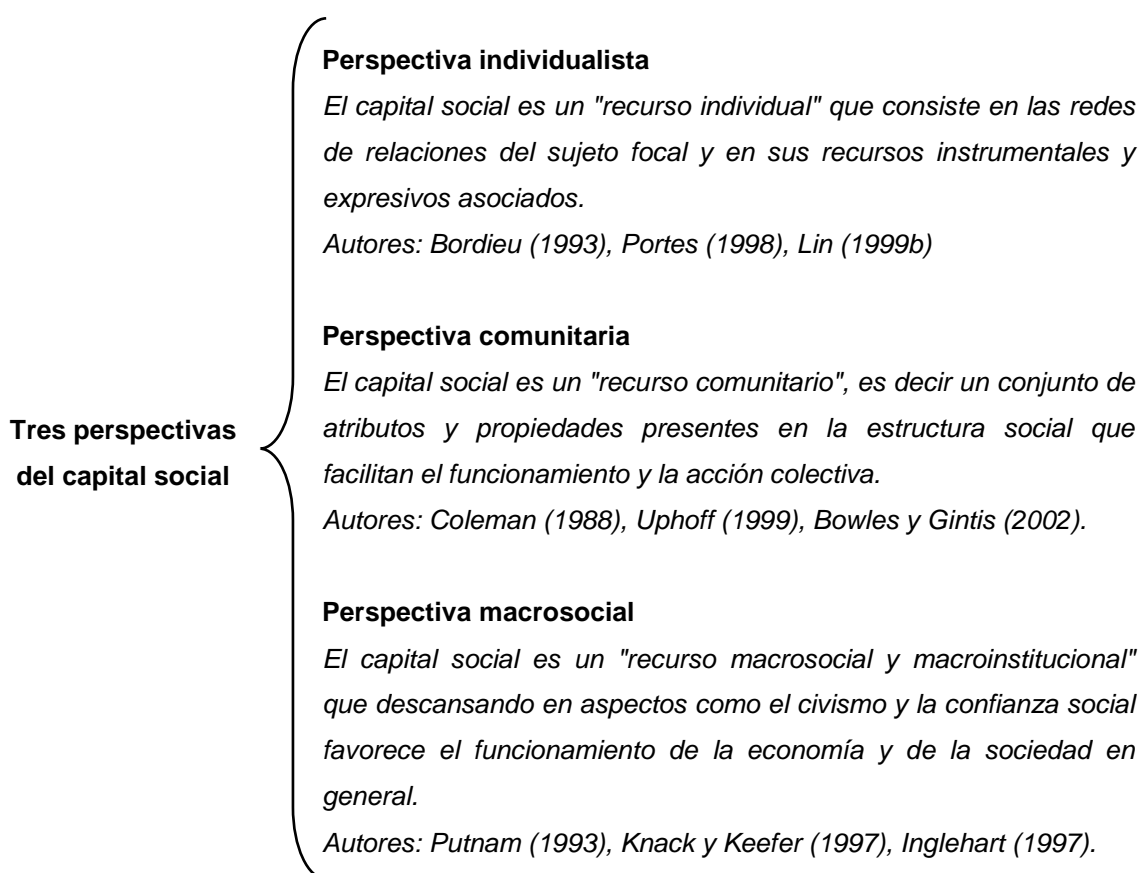 Perspectiva individualista
El capital social es un "recurso individual" que consiste en las redes
de relaciones del sujeto focal y en sus recursos instrumentales y
expresivos asociados.
Autores: Bordieu (1993), Portes (1998), Lin (1999b)
Perspectiva comunitaria
El capital social es un "recurso comunitario", es decir un conjunto de
atributos y propiedades presentes en la estructura social que
facilitan el funcionamiento y la acción colectiva.
Autores: Coleman (1988), Uphoff (1999), Bowles y Gintis (2002).
Tres perspectivas
del capital social
Perspectiva macrosocial
El capital social es un "recurso macrosocial y macroinstitucional"
que descansando en aspectos como el civismo y la confianza social
favorece el funcionamiento de la economía y de la sociedad en
general.
Autores: Putnam (1993), Knack y Keefer (1997), Inglehart (1997).